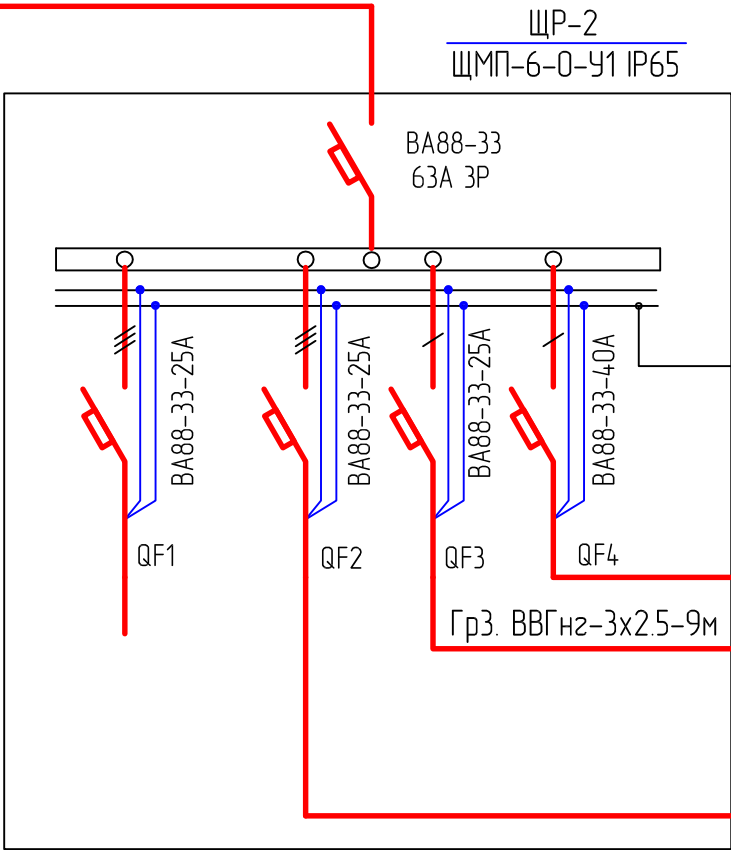 ЩР-2
ЩМП-6-0-У1 IP65
ВА88-33
63А 3Р
ВА88-33-25А
ВА88-33-25А
ВА88-33-25А
ВА88-33-40А
QF1
QF2
QF3
QF4
Гр3. ВВГнг-3х2.5-9м